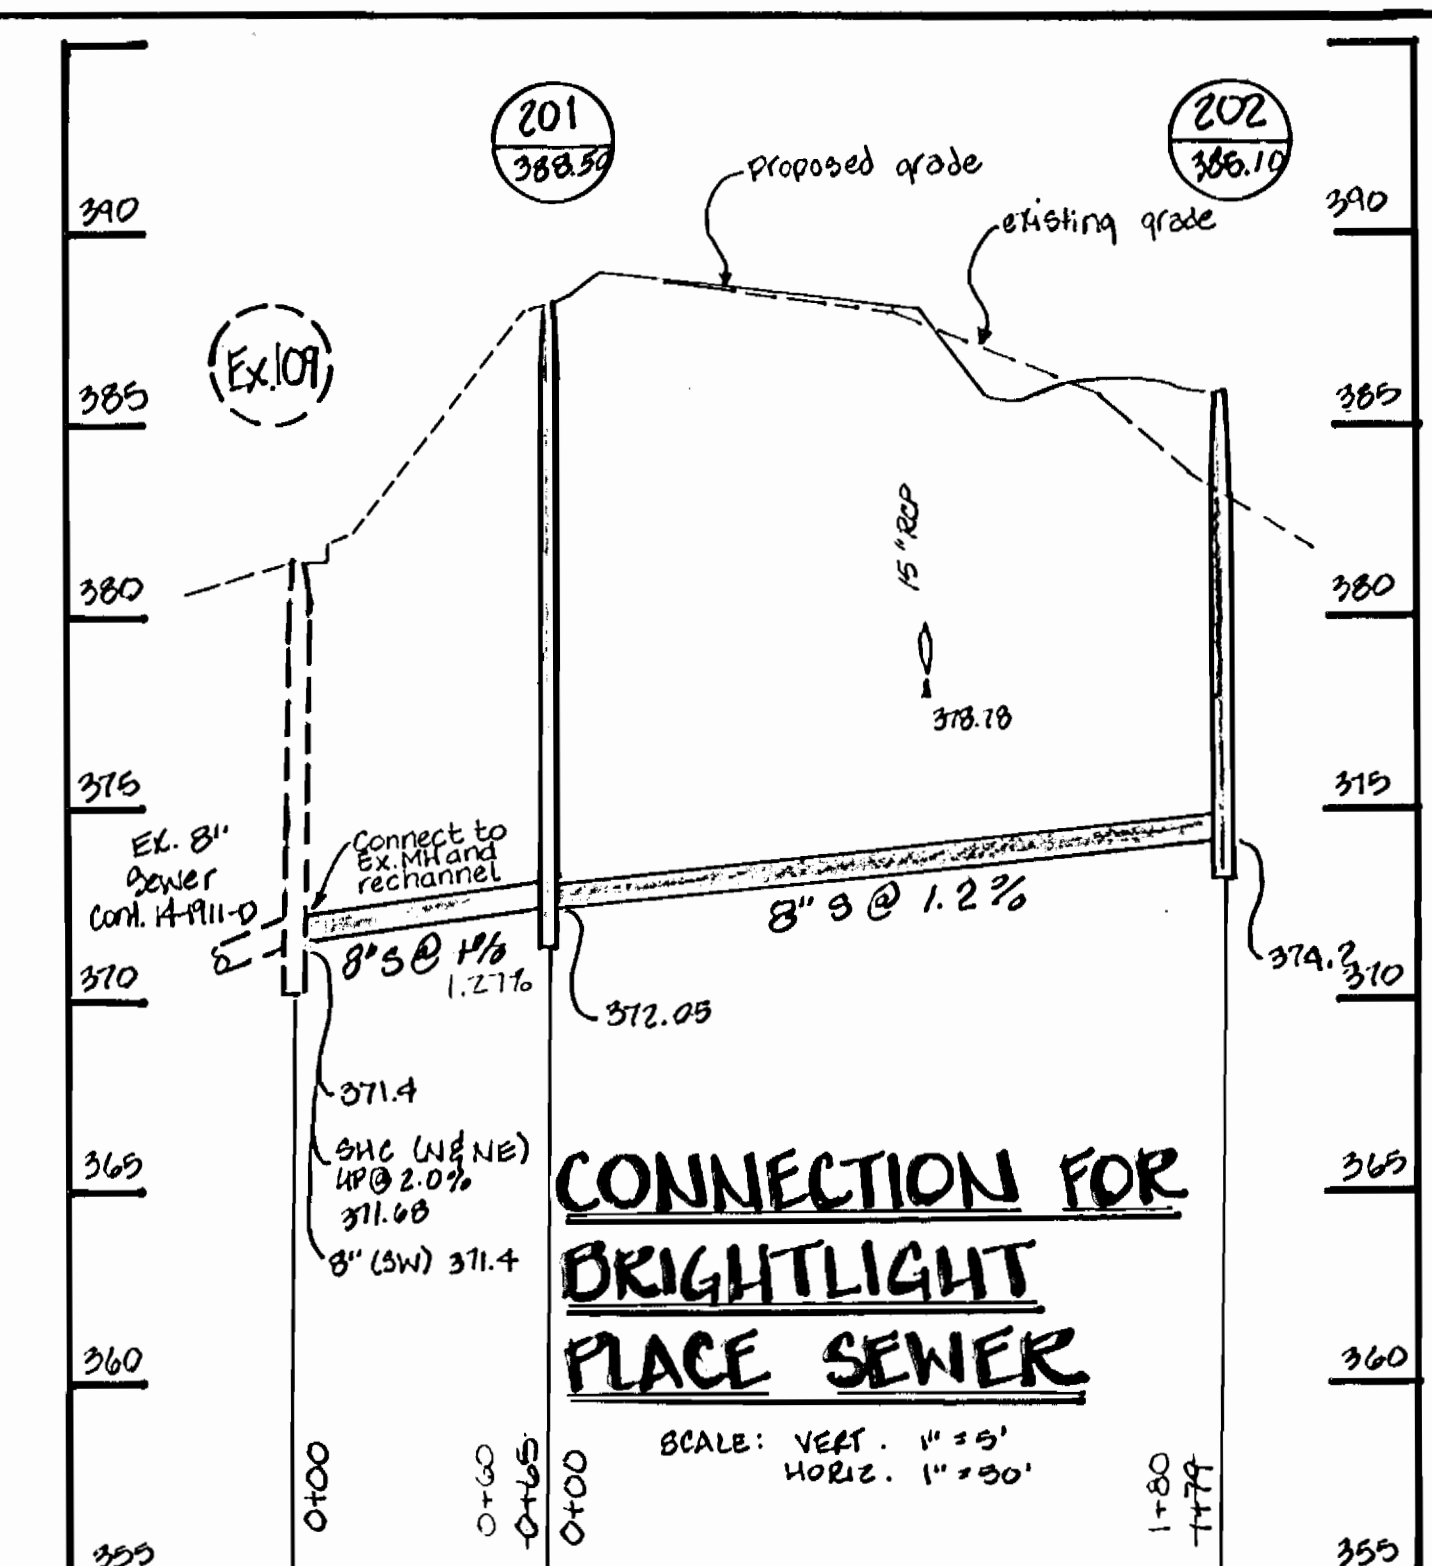 201
388.50
202
385.10
proposed grade
existing grade
390
390
Ex.109
385
385
15" RCP
380
380
378.78
375
375
Ex. 8"
Sewer
Cont. 14-1911-D
Connect to
Ex. MH and
rechannel
8" S @ 1%
1.27%
8" S @ 1.2%
370
370
374.2
372.05
371.4
SHC (N&NE)
UP @ 2.0%
371.68
8" (SW) 371.4
365
365
CONNECTION FOR
BRIGHTLIGHT
PLACE SEWER
360
360
SCALE: VERT. 1" = 5'
HORIZ. 1" = 50'
0+00
0+60
0+65
0+00
1+80
1+79
355
355